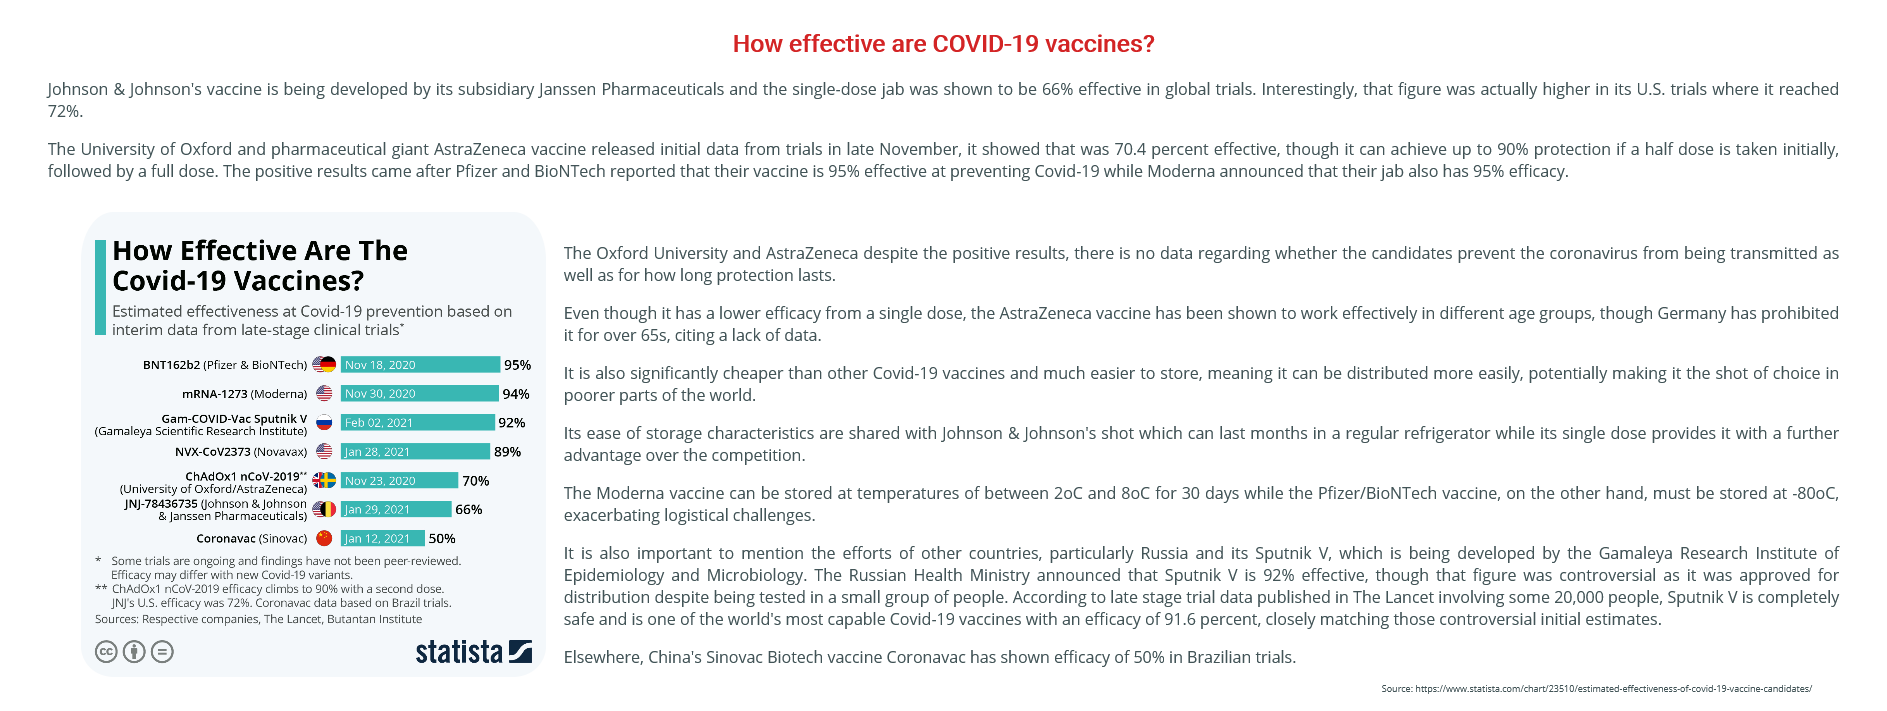 How effective are COVID-19 vaccines?
Johnson & Johnson's vaccine is being developed by its subsidiary Janssen Pharmaceuticals and the single-dose jab was shown to be 66% effective in global trials. Interestingly, that figure was actually higher in its U.S. trials where it reached
72%.
The University of Oxford and pharmaceutical giant AstraZeneca vaccine released initial data from trials in late November, it showed that was 70.4 percent effective, though it can achieve up to 90% protection if a half dose is taken initially,
followed by a full dose. The positive results came after Pfizer and BioNTech reported that their vaccine is 95% effective at preventing Covid-19 while Moderna announced that their jab also has 95% efficacy.
How Effective Are The
Covid-19 Vaccines?
Estimated effectiveness at Covid-19 prevention based on
interim data from late-stage clinical trials*
BNT162b2 (Pfizer & BioNTech) Nov 18, 2020 95%
mRNA-1273 (Moderna) Nov 30, 2020 94%
Gam-COVID-Vac Sputnik V
(Gamaleya Scientific Research Institute) Feb 02, 2021 92%
NVX-CoV2373 (Novavax) Jan 28, 2021 89%
ChAdOx1 nCoV-2019**
(University of Oxford/AstraZeneca) Nov 23, 2020 70%
JNJ-78436735 (Johnson & Johnson
& Janssen Pharmaceuticals) Jan 29, 2021 66%
Coronavac (Sinovac) Jan 12, 2021 50%
* Some trials are ongoing and findings have not been peer-reviewed.
Efficacy may differ with new Covid-19 variants.
** ChAdOx1 nCoV-2019 efficacy climbs to 90% with a second dose.
JNJ's U.S. efficacy was 72%. Coronavac data based on Brazil trials.
Sources: Respective companies, The Lancet, Butantan Institute
cc
statista
The Oxford University and AstraZeneca despite the positive results, there is no data regarding whether the candidates prevent the coronavirus from being transmitted as
well as for how long protection lasts.
Even though it has a lower efficacy from a single dose, the AstraZeneca vaccine has been shown to work effectively in different age groups, though Germany has prohibited
it for over 65s, citing a lack of data.
It is also significantly cheaper than other Covid-19 vaccines and much easier to store, meaning it can be distributed more easily, potentially making it the shot of choice in
poorer parts of the world.
Its ease of storage characteristics are shared with Johnson & Johnson's shot which can last months in a regular refrigerator while its single dose provides it with a further
advantage over the competition.
The Moderna vaccine can be stored at temperatures of between 2oC and 8oC for 30 days while the Pfizer/BioNTech vaccine, on the other hand, must be stored at -80oC,
exacerbating logistical challenges.
It is also important to mention the efforts of other countries, particularly Russia and its Sputnik V, which is being developed by the Gamaleya Research Institute of
Epidemiology and Microbiology. The Russian Health Ministry announced that Sputnik V is 92% effective, though that figure was controversial as it was approved for
distribution despite being tested in a small group of people. According to late stage trial data published in The Lancet involving some 20,000 people, Sputnik V is completely
safe and is one of the world's most capable Covid-19 vaccines with an efficacy of 91.6 percent, closely matching those controversial initial estimates.
Elsewhere, China's Sinovac Biotech vaccine Coronavac has shown efficacy of 50% in Brazilian trials.
Source: https://www.statista.com/chart/23510/estimated-effectiveness-of-covid-19-vaccine-candidates/